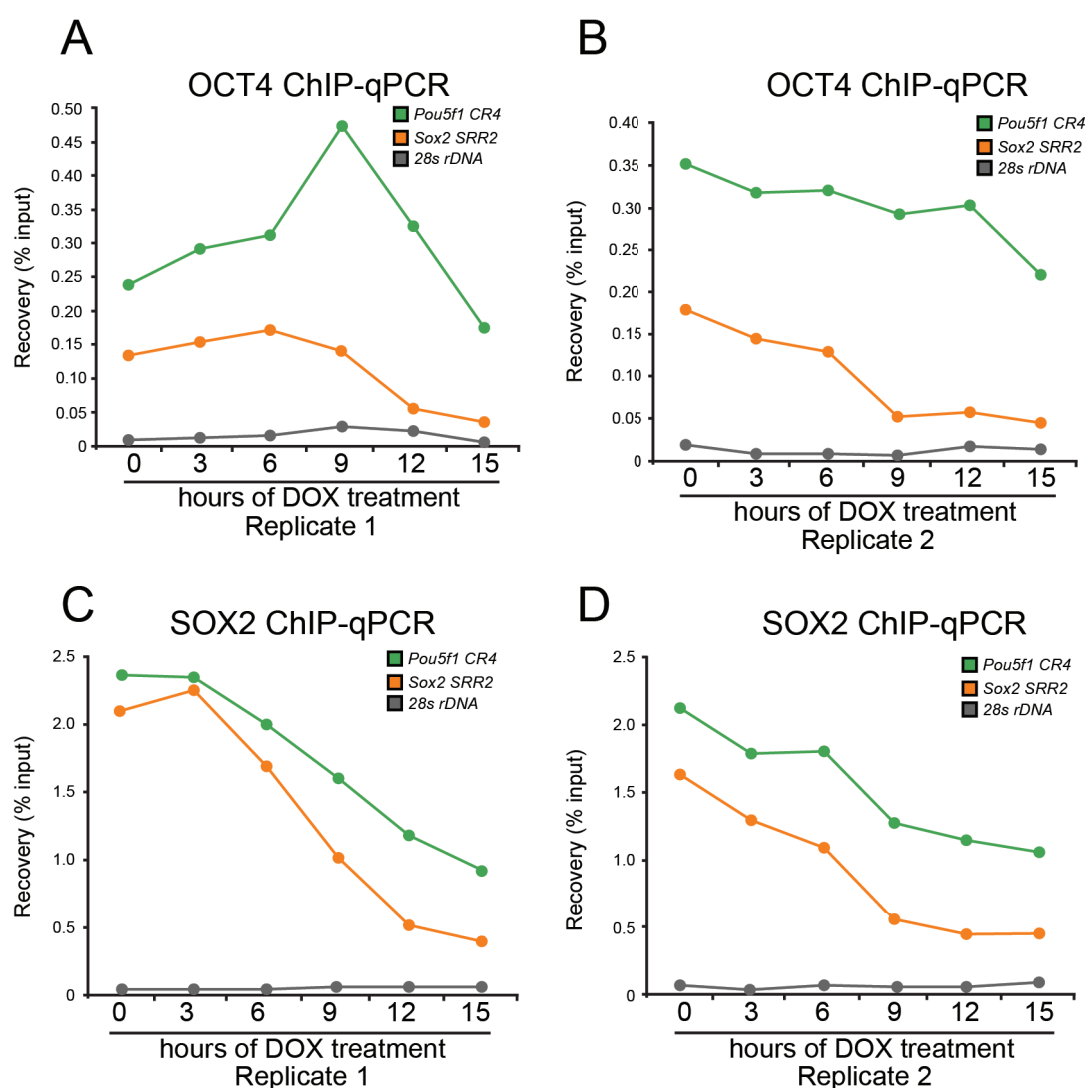 A
OCT4 ChIP-qPCR
Pou5f1 CR4
Sox2 SRR2
28s rDNA
Recovery (% input)
0.50
0.45
0.40
0.35
0.30
0.25
0.20
0.15
0.10
0.05
0
0 3 6 9 12 15
hours of DOX treatment
Replicate 1
B
OCT4 ChIP-qPCR
Pou5f1 CR4
Sox2 SRR2
28s rDNA
Recovery (% input)
0.40
0.35
0.30
0.25
0.20
0.15
0.10
0.05
0
0 3 6 9 12 15
hours of DOX treatment
Replicate 2
C
SOX2 ChIP-qPCR
Pou5f1 CR4
Sox2 SRR2
28s rDNA
Recovery (% input)
2.5
2.0
1.5
1.0
0.5
0
0 3 6 9 12 15
hours of DOX treatment
Replicate 1
D
SOX2 ChIP-qPCR
Pou5f1 CR4
Sox2 SRR2
28s rDNA
Recovery (% input)
2.5
2.0
1.5
1.0
0.5
0
0 3 6 9 12 15
hours of DOX treatment
Replicate 2